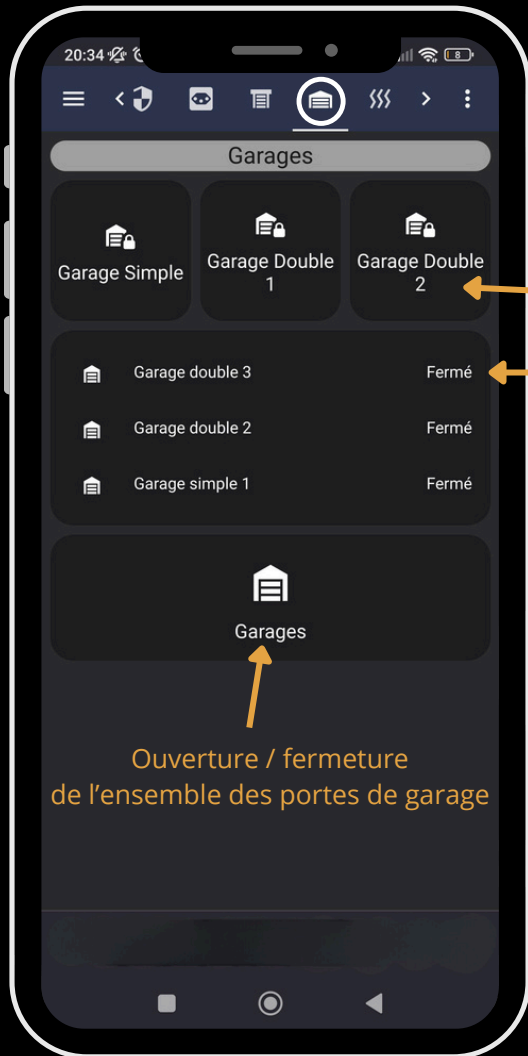 20:34
8
Garages
Garage Simple
Garage Double
1
Garage Double
2
Garage double 3 Fermé
Garage double 2 Fermé
Garage simple 1 Fermé
Garages
Ouverture / fermeture
de l’ensemble des portes de garage